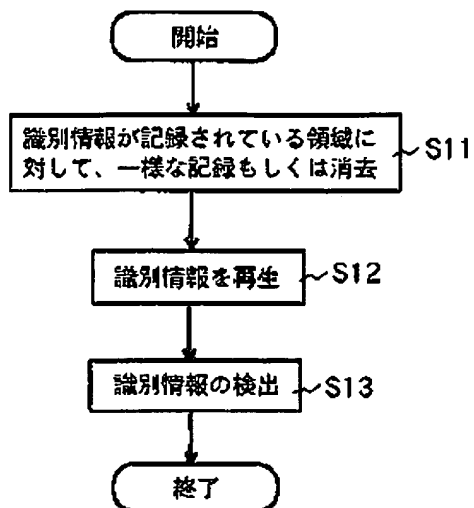 開始
識別情報が記録されている領域に
対して、一様な記録もしくは消去
S11
識別情報を再生
S12
識別情報の検出
S13
終了